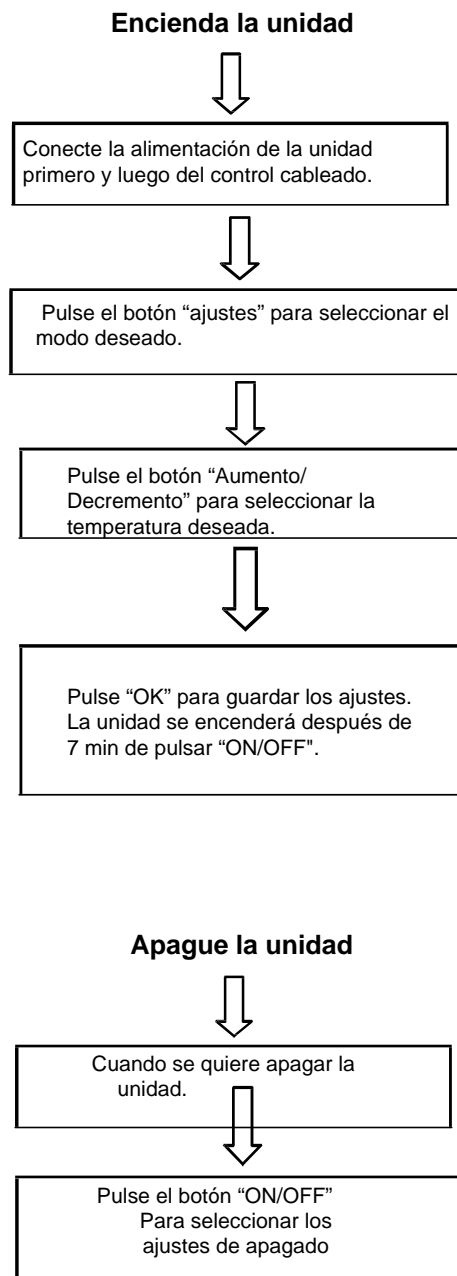 Encienda la unidad
Conecte la alimentación de la unidad
primero y luego del control cableado.
Pulse el botón “ajustes” para seleccionar el
modo deseado.
Pulse el botón “Aumento/
Decremento” para seleccionar la
temperatura deseada.
Pulse “OK” para guardar los ajustes.
La unidad se encenderá después de
7 min de pulsar “ON/OFF".
Apague la unidad
Cuando se quiere apagar la
unidad.
Pulse el botón “ON/OFF”
Para seleccionar los
ajustes de apagado